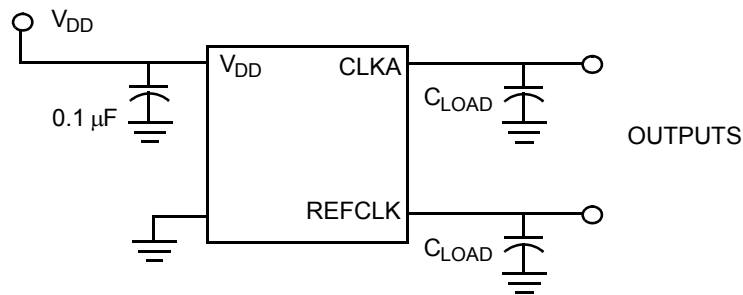 VDD
VDD CLKA
0.1 μF
CLOAD
OUTPUTS
REFCLK
CLOAD